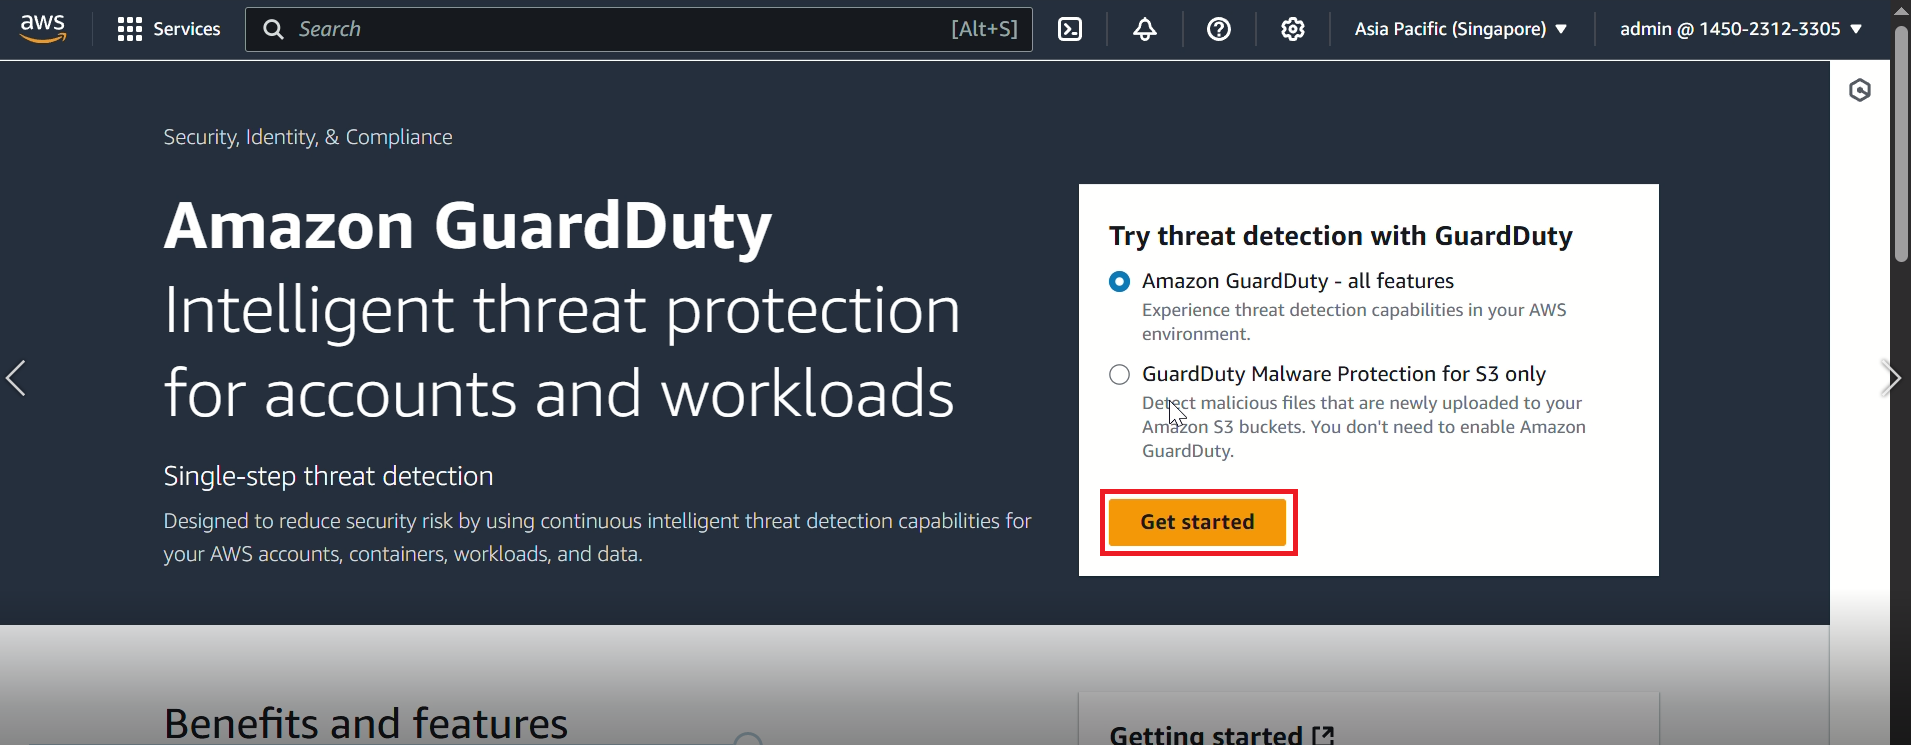 aws
Services
Search
[Alt+S]
Asia Pacific (Singapore)
admin @ 1450-2312-3305
Security, Identity, & Compliance
Amazon GuardDuty
Intelligent threat protection
for accounts and workloads
Single-step threat detection
Designed to reduce security risk by using continuous intelligent threat detection capabilities for
your AWS accounts, containers, workloads, and data.
Try threat detection with GuardDuty
Amazon GuardDuty - all features
Experience threat detection capabilities in your AWS
environment.
GuardDuty Malware Protection for S3 only
Detect malicious files that are newly uploaded to your
Amazon S3 buckets. You don't need to enable Amazon
GuardDuty.
Get started
Benefits and features
Getting started